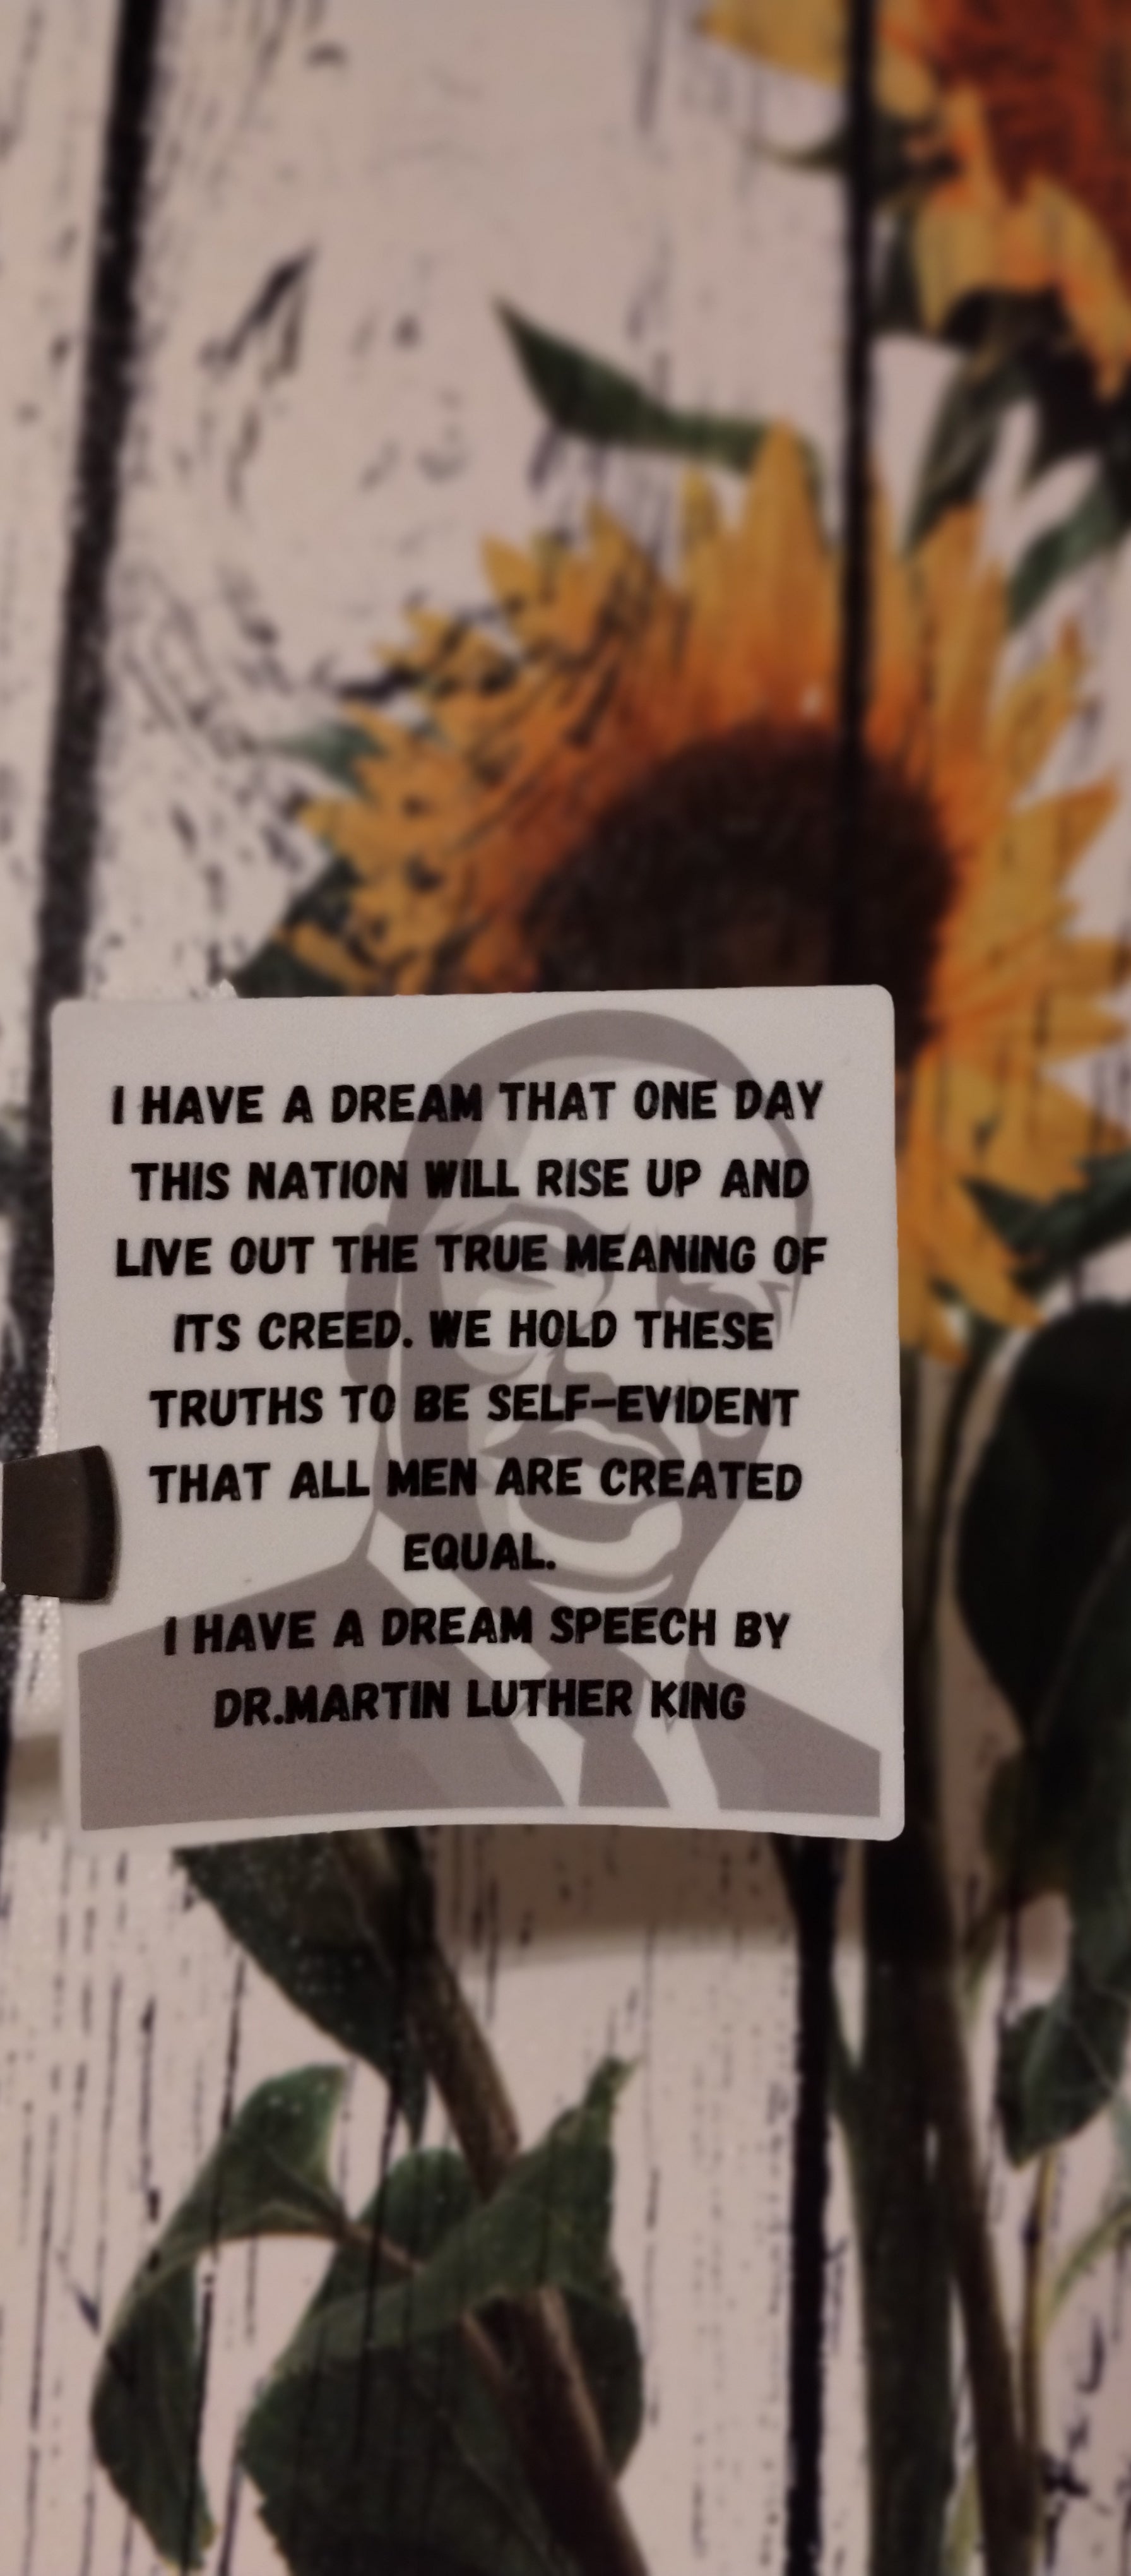 I HAVE A DREAM THAT ONE DAY
THIS NATION WILL RISE UP AND
LIVE OUT THE TRUE MEANING OF
ITS CREED. WE HOLD THESE
TRUTHS TO BE SELF-EVIDENT
THAT ALL MEN ARE CREATED
EQUAL.
I HAVE A DREAM SPEECH BY
DR.MARTIN LUTHER KING